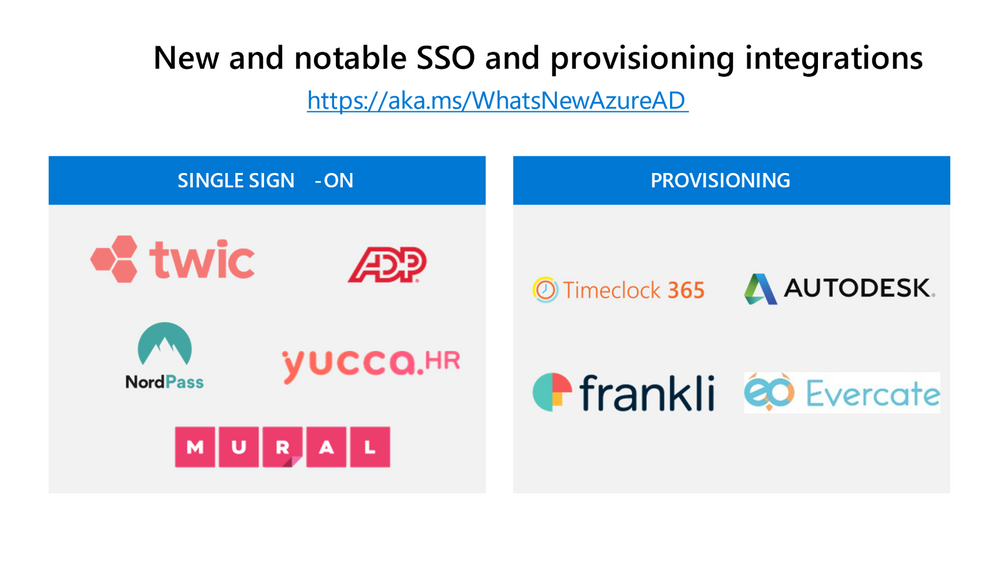 New and notable SSO and provisioning integrations
https://aka.ms/WhatsNewAzureAD
SINGLE SIGN -ON
twic
ADP
NordPass
yucca.HR
MURAL
PROVISIONING
Timeclock 365
AUTODESK.
frankli
Evercate